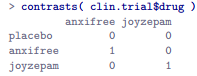 > contrasts( clin.trial$drug )
anxifree joyzepam
placebo 0 0
anxifree 1 0
joyzepam 0 1